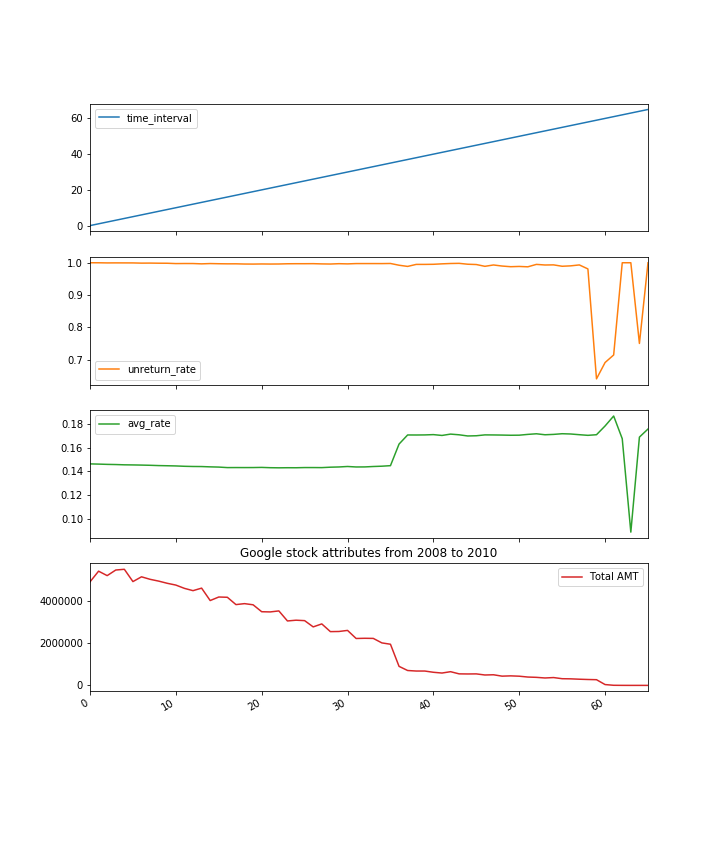 time_interval
60
40
20
0
unreturn_rate
1.0
0.9
0.8
0.7
avg_rate
0.18
0.16
0.14
0.12
0.10
Google stock attributes from 2008 to 2010
Total AMT
4000000
2000000
0
0 10 20 30 40 50 60